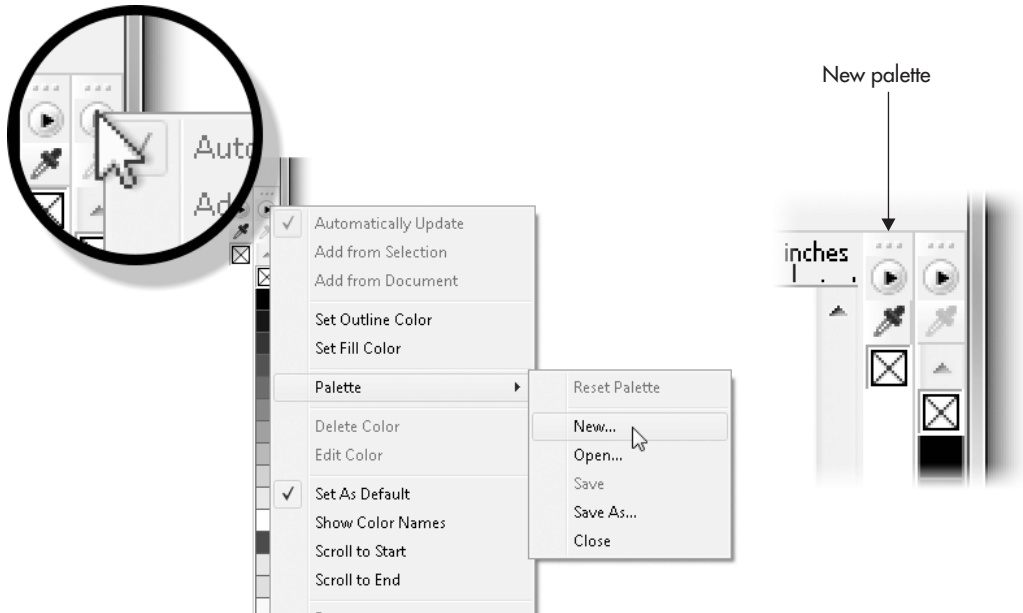 New palette
Auto
Ad
inches
Automatically Update
Add from Selection
Add from Document
Set Outline Color
Set Fill Color
Palette
Reset Palette
Delete Color
New...
Edit Color
Open...
Set As Default
Save
Show Color Names
Save As...
Scroll to Start
Close
Scroll to End